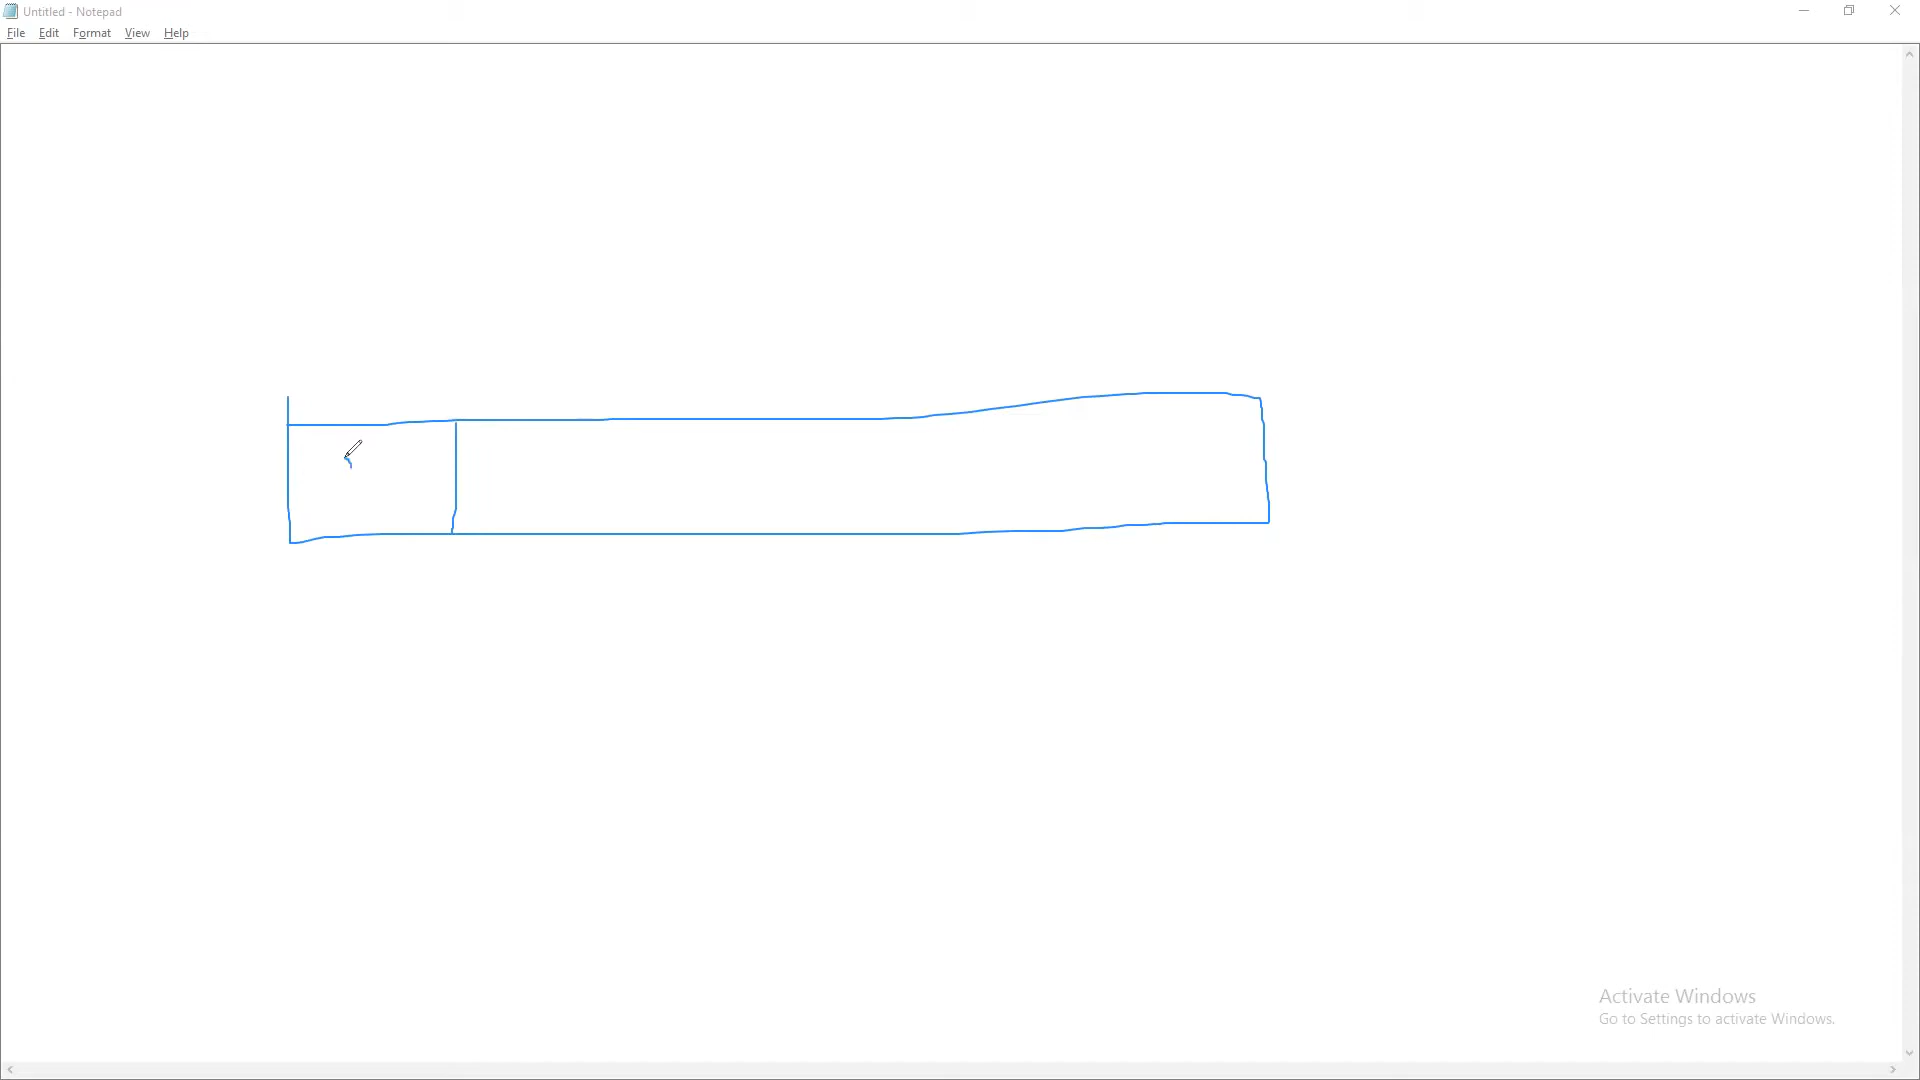 Untitled - Notepad
File Edit Format View Help
Activate Windows
Go to Settings to activate Windows.